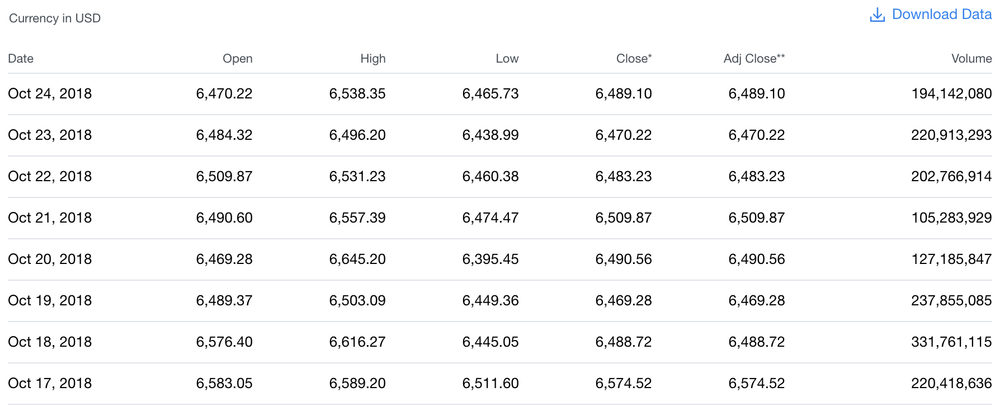 Currency in USD Download Data
Date Open High Low Close* Adj Close** Volume
Oct 24, 2018 6,470.22 6,538.35 6,465.73 6,489.10 6,489.10 194,142,080
Oct 23, 2018 6,484.32 6,496.20 6,438.99 6,470.22 6,470.22 220,913,293
Oct 22, 2018 6,509.87 6,531.23 6,460.38 6,483.23 6,483.23 202,766,914
Oct 21, 2018 6,490.60 6,557.39 6,474.47 6,509.87 6,509.87 105,283,929
Oct 20, 2018 6,469.28 6,645.20 6,395.45 6,490.56 6,490.56 127,185,847
Oct 19, 2018 6,489.37 6,503.09 6,449.36 6,469.28 6,469.28 237,855,085
Oct 18, 2018 6,576.40 6,616.27 6,445.05 6,488.72 6,488.72 331,761,115
Oct 17, 2018 6,583.05 6,589.20 6,511.60 6,574.52 6,574.52 220,418,636